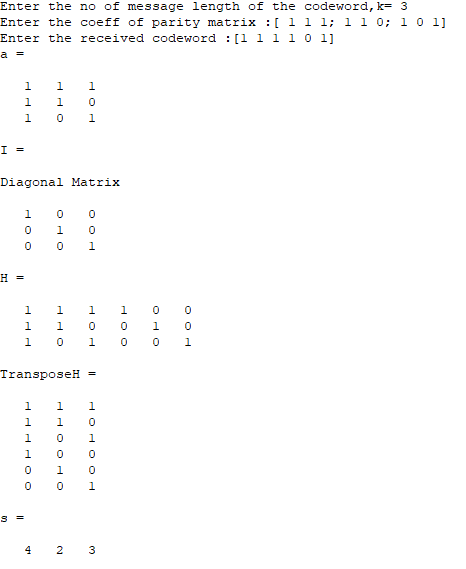 Enter the no of message length of the codeword,k= 3
Enter the coeff of parity matrix :[ 1 1 1; 1 1 0; 1 0 1]
Enter the received codeword :[1 1 1 1 0 1]
a =
1 1 1
1 1 0
1 0 1
I =
Diagonal Matrix
1 0 0
0 1 0
0 0 1
H =
1 1 1 1 0 0
1 1 0 0 1 0
1 0 1 0 0 1
TransposeH =
1 1 1
1 1 0
1 0 1
1 0 0
0 1 0
0 0 1
s =
4 2 3